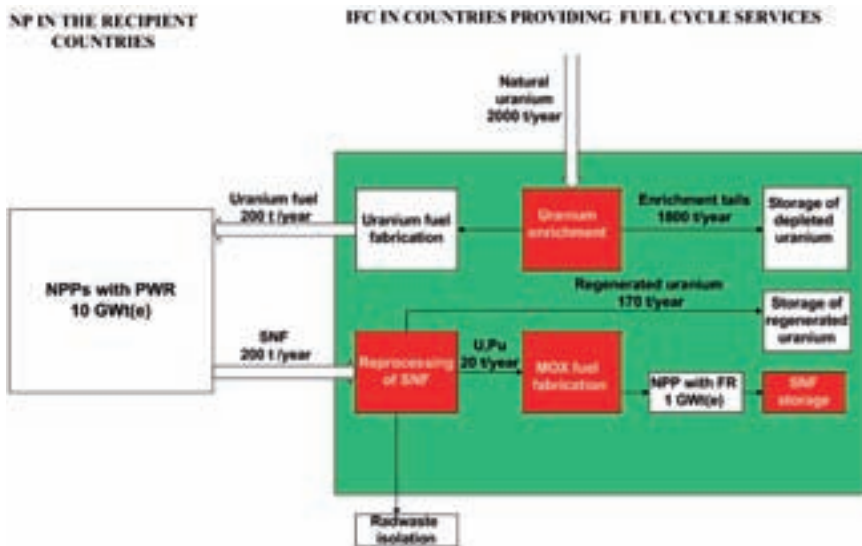 NP IN THE RECIPIENT
COUNTRIES
IFC IN COUNTRIES PROVIDING FUEL CYCLE SERVICES
Natural
uranium
2000 t/year
Uranium fuel
200 t/year
Uranium fuel
fabrication
Uranium
enrichment
Enrichment tails
1800 t/year
Storage of
depleted
uranium
NPPs with PWR
10 GWt(e)
Regenerated uranium
170 t/year
Storage of
regenerated
uranium
SNF
200 t/year
Reprocessing
of SNF
U,Pu
20 t/year
MOX fuel
fabrication
NPP with FR
1 GWt(e)
SNF
storage
Radwaste
isolation